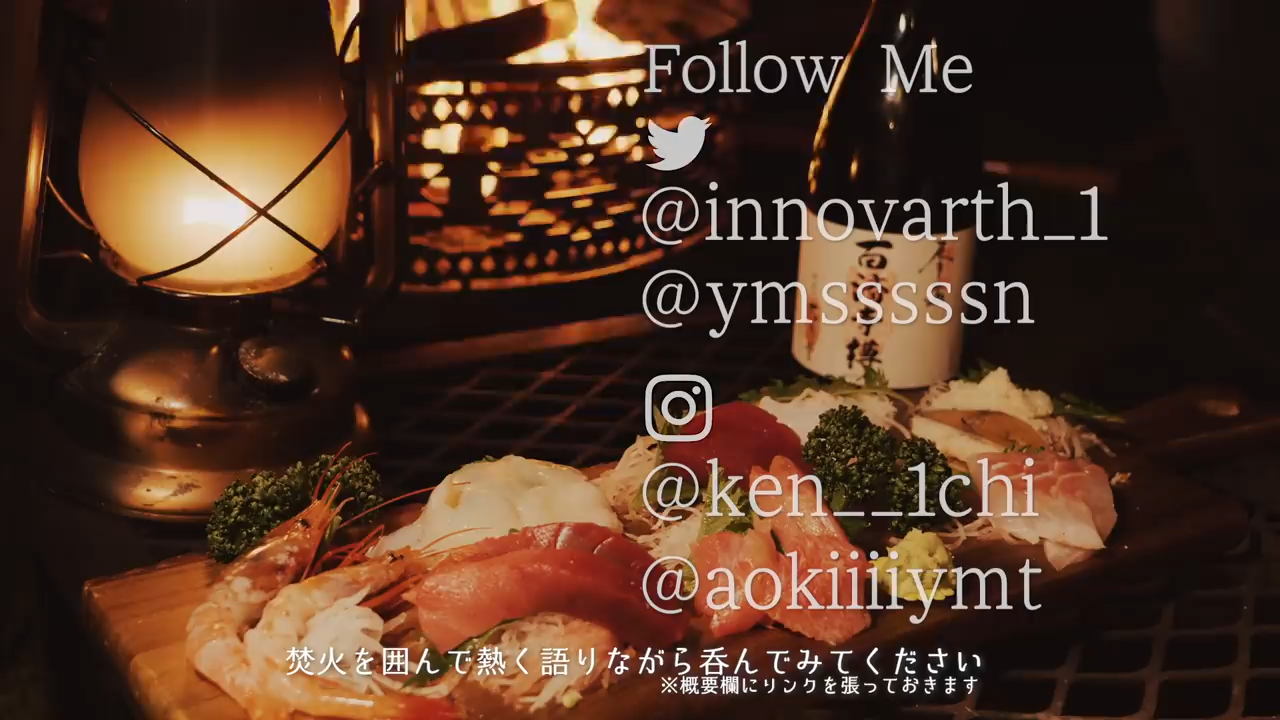 Follow Me
@innovarth_1
@ymsssssn
@ken__1chi
@aokiiiiymt
焚火を囲んで熱く語りながら呑んでみてください
※概要欄にリンクを張っておきます